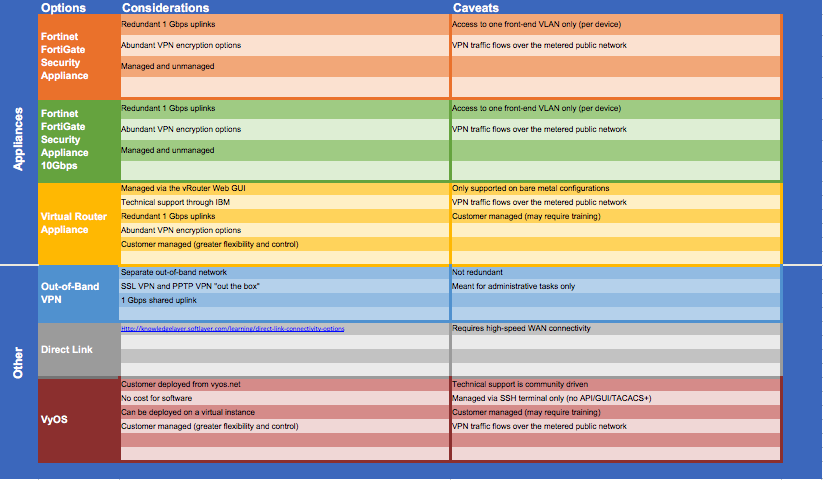 Options Considerations Caveats
Appliances
Fortinet
FortiGate
Security
Appliance
Redundant 1 Gbps uplinks Access to one front-end VLAN only (per device)
Abundant VPN encryption options VPN traffic flows over the metered public network
Managed and unmanaged
Fortinet
FortiGate
Security
Appliance
10Gbps
Redundant 1 Gbps uplinks Access to one front-end VLAN only (per device)
Abundant VPN encryption options VPN traffic flows over the metered public network
Managed and unmanaged
Virtual Router
Appliance
Managed via the vRouter Web GUI Only supported on bare metal configurations
Technical support through IBM VPN traffic flows over the metered public network
Redundant 1 Gbps uplinks Customer managed (may require training)
Abundant VPN encryption options
Customer managed (greater flexibility and control)
Other
Out-of-Band
VPN
Separate out-of-band network Not redundant
SSL VPN and PPTP VPN "out the box" Meant for administrative tasks only
1 Gbps shared uplink
Direct Link
http://knowledgelayer.softlayer.com/learning/direct-link-connectivity-options Requires high-speed WAN connectivity
VyOS
Customer deployed from vyos.net Technical support is community driven
No cost for software Managed via SSH terminal only (no API/GUI/TACACS+)
Can be deployed on a virtual instance Customer managed (may require training)
Customer managed (greater flexibility and control) VPN traffic flows over the metered public network